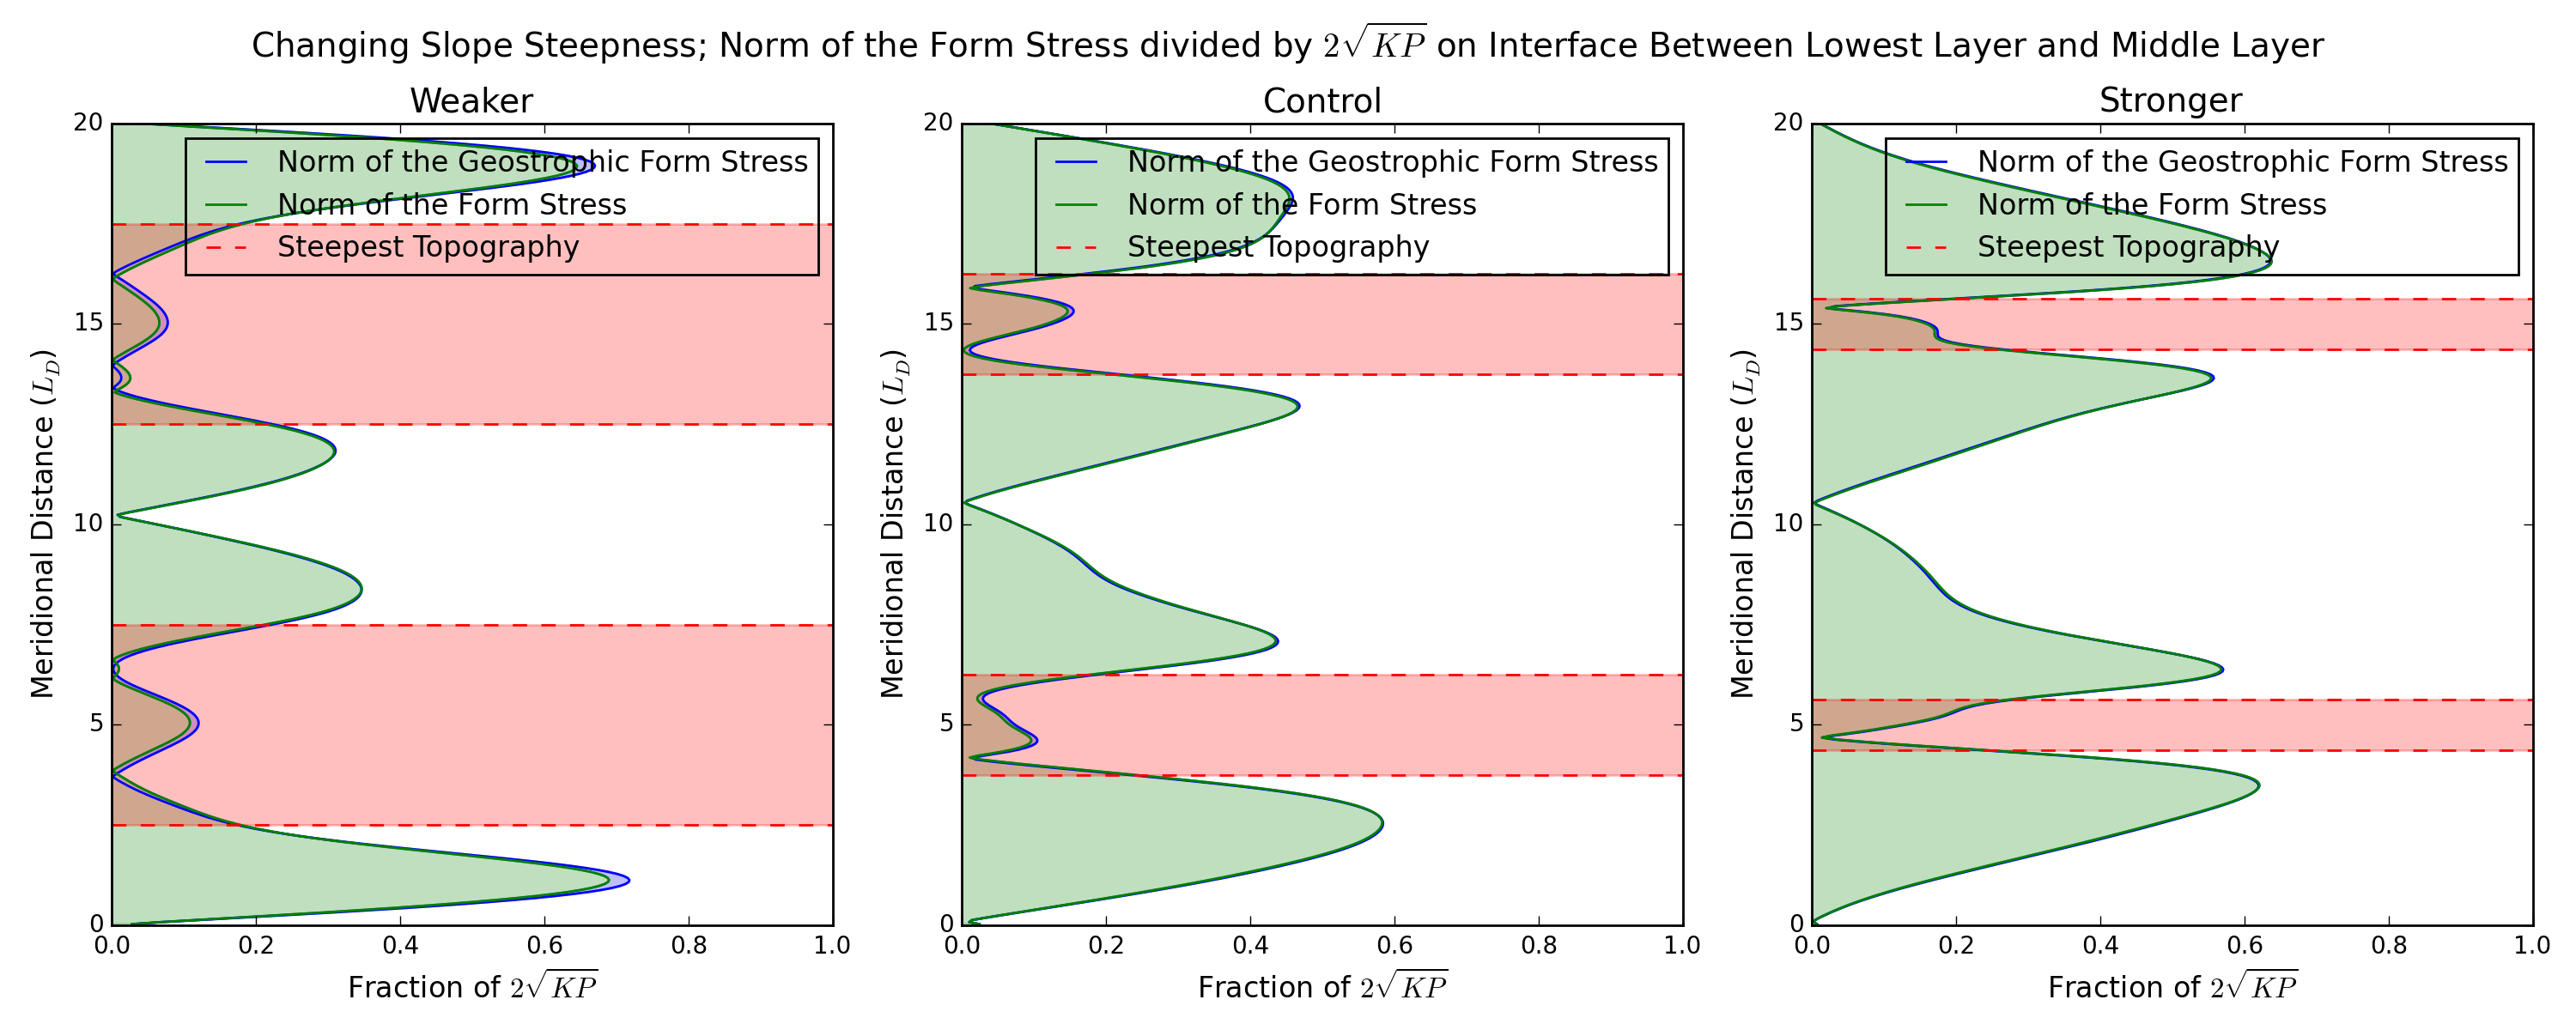 Changing Slope Steepness; Norm of the Form Stress divided by 2√KP on Interface Between Lowest Layer and Middle Layer
Weaker
20
15
10
5
0
Meridional Distance (L_D)
Norm of the Geostrophic Form Stress
Norm of the Form Stress
Steepest Topography
0.0 0.2 0.4 0.6 0.8 1.0
Fraction of 2√KP
Control
20
15
10
5
0
Meridional Distance (L_D)
Norm of the Geostrophic Form Stress
Norm of the Form Stress
Steepest Topography
0.0 0.2 0.4 0.6 0.8 1.0
Fraction of 2√KP
Stronger
20
15
10
5
0
Meridional Distance (L_D)
Norm of the Geostrophic Form Stress
Norm of the Form Stress
Steepest Topography
0.0 0.2 0.4 0.6 0.8 1.0
Fraction of 2√KP